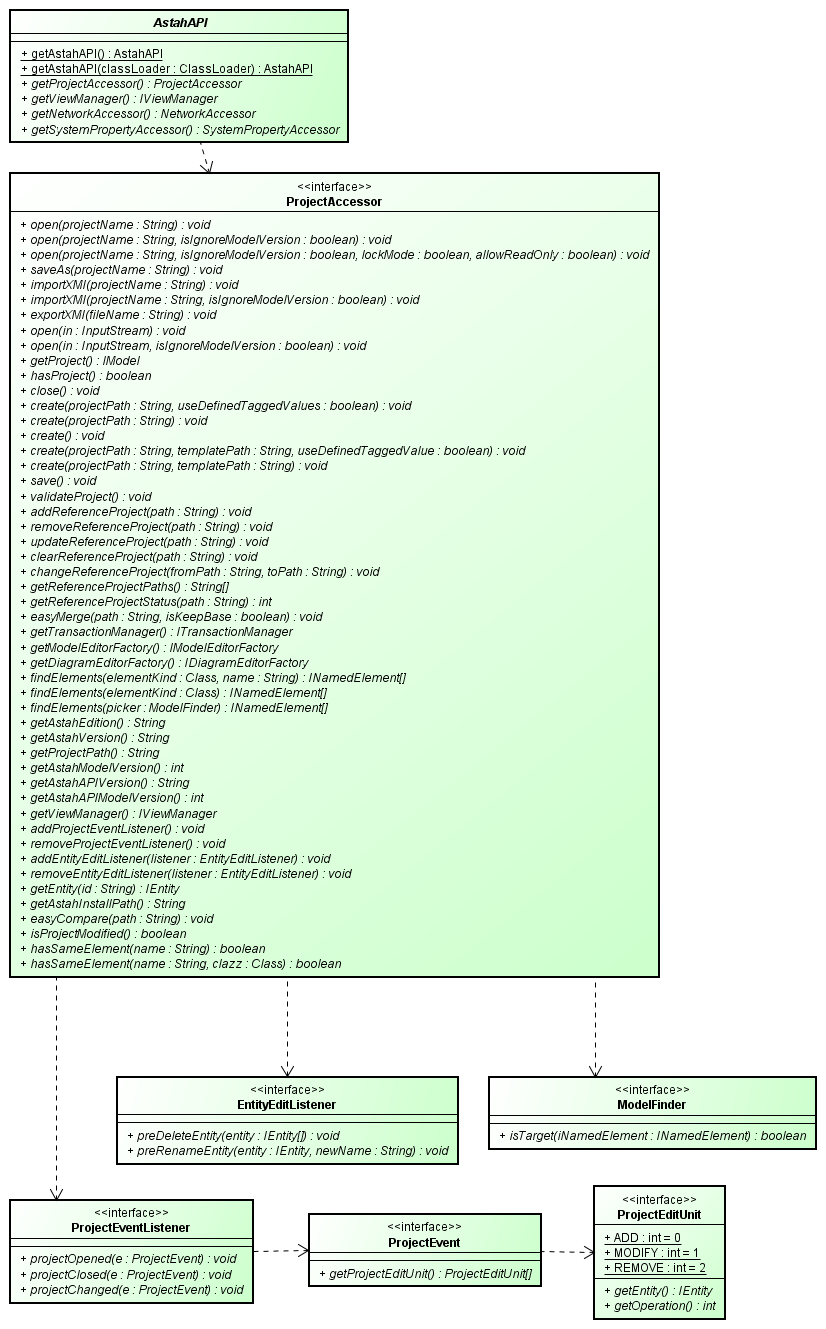 AstahAPI
+ getAstahAPI() : AstahAPI
+ getAstahAPI(classLoader : ClassLoader) : AstahAPI
+ getProjectAccessor() : ProjectAccessor
+ getViewManager() : IViewManager
+ getNetworkAccessor() : NetworkAccessor
+ getSystemPropertyAccessor() : SystemPropertyAccessor
<<interface>>
ProjectAccessor
+ open(projectName : String) : void
+ open(projectName : String, isIgnoreModelVersion : boolean) : void
+ open(projectName : String, isIgnoreModelVersion : boolean, lockMode : boolean, allowReadOnly : boolean) : void
+ saveAs(projectName : String) : void
+ importXMI(projectName : String) : void
+ importXMI(projectName : String, isIgnoreModelVersion : boolean) : void
+ exportXMI(fileName : String) : void
+ open(in : InputStream) : void
+ open(in : InputStream, isIgnoreModelVersion : boolean) : void
+ getProject() : IModel
+ hasProject() : boolean
+ close() : void
+ create(projectPath : String, useDefinedTaggedValues : boolean) : void
+ create(projectPath : String) : void
+ create() : void
+ create(projectPath : String, templatePath : String, useDefinedTaggedValue : boolean) : void
+ create(projectPath : String, templatePath : String) : void
+ save() : void
+ validateProject() : void
+ addReferenceProject(path : String) : void
+ removeReferenceProject(path : String) : void
+ updateReferenceProject(path : String) : void
+ clearReferenceProject(path : String) : void
+ changeReferenceProject(fromPath : String, toPath : String) : void
+ getReferenceProjectPaths() : String[]
+ getReferenceProjectStatus(path : String) : int
+ easyMerge(path : String, isKeepBase : boolean) : void
+ getTransactionManager() : ITransactionManager
+ getModelEditorFactory() : IModelEditorFactory
+ getDiagramEditorFactory() : IDiagramEditorFactory
+ findElements(elementKind : Class, name : String) : INamedElement[]
+ findElements(elementKind : Class) : INamedElement[]
+ findElements(picker : ModelFinder) : INamedElement[]
+ getAstahEdition() : String
+ getAstahVersion() : String
+ getProjectPath() : String
+ getAstahModelVersion() : int
+ getAstahAPIVersion() : String
+ getAstahAPIModelVersion() : int
+ getViewManager() : IViewManager
+ addProjectEventListener() : void
+ removeProjectEventListener() : void
+ addEntityEditListener(listener : EntityEditListener) : void
+ removeEntityEditListener(listener : EntityEditListener) : void
+ getEntity(id : String) : IEntity
+ getAstahInstallPath() : String
+ easyCompare(path : String) : void
+ isProjectModified() : boolean
+ hasSameElement(name : String) : boolean
+ hasSameElement(name : String, clazz : Class) : boolean
<<interface>>
EntityEditListener
+ preDeleteEntity(entity : IEntity[]) : void
+ preRenameEntity(entity : IEntity, newName : String) : void
<<interface>>
ModelFinder
+ isTarget(iNamedElement : INamedElement) : boolean
<<interface>>
ProjectEventListener
+ projectOpened(e : ProjectEvent) : void
+ projectClosed(e : ProjectEvent) : void
+ projectChanged(e : ProjectEvent) : void
<<interface>>
ProjectEvent
+ getProjectEditUnit() : ProjectEditUnit[]
<<interface>>
ProjectEditUnit
+ ADD : int = 0
+ MODIFY : int = 1
+ REMOVE : int = 2
+ getEntity() : IEntity
+ getOperation() : int